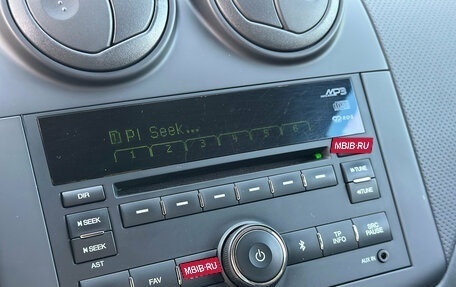 MP3
RDS
PI Seek...
1 2 3 4 5 6
MBIB.RU
DIR
SEEK
TUNE
TUNE
SEEK
AST
FAV
MBIB.RU
TP
INFO
SRC
PAUSE
AUX IN